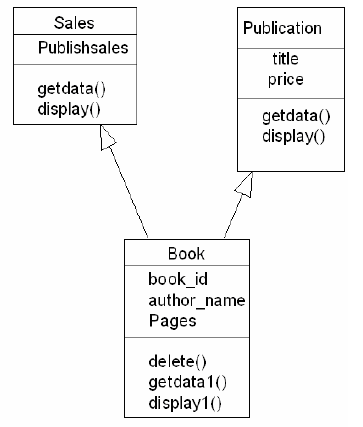 Sales
Publishsales
getdata()
display()
Publication
title
price
getdata()
display()
Book
book_id
author_name
Pages
delete()
getdata1()
display1()